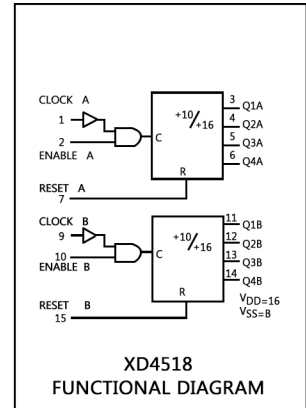 CLOCK A
1
2
ENABLE A
C
+10/+16
3 Q1A
4 Q2A
5 Q3A
6 Q4A
R
RESET A
7
CLOCK B
9
10
ENABLE B
C
+10/+16
11 Q1B
12 Q2B
13 Q3B
14 Q4B
R
RESET B
15
VDD=16
VSS=B
XD4518
FUNCTIONAL DIAGRAM